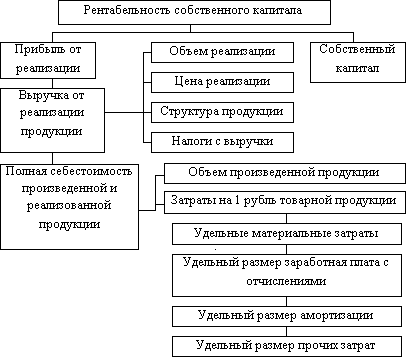 Рентабельность собственного капитала
Прибыль от
реализации
Объем реализации
Собственный
капитал
Цена реализации
Выручка от
реализации
продукции
Структура продукции
Налоги с выручки
Полная себестоимость
произведенной и
реализованной
продукции
Объем произведенной продукции
Затраты на 1 рубль товарной продукции
Удельные материальные затраты
Удельный размер заработная плата с
отчислениями
Удельный размер амортизации
Удельный размер прочих затрат